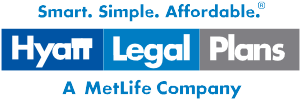 Smart. Simple. Affordable.®
Hyatt Legal Plans
A MetLife Company